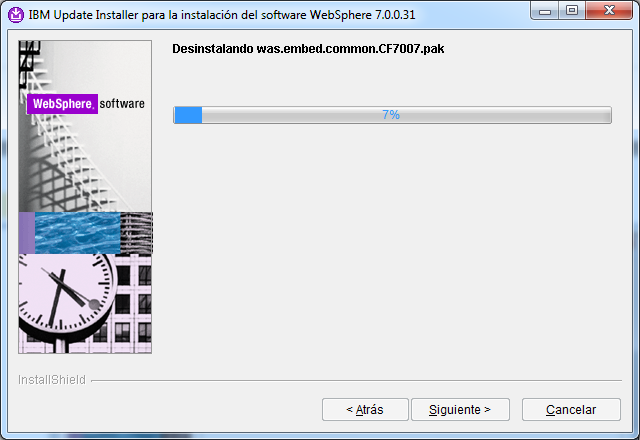 IBM Update Installer para la instalación del software WebSphere 7.0.0.31
Desinstalando was.embed.common.CF7007.pak
WebSphere. software
7%
InstallShield
< Atrás
Siguiente >
Cancelar